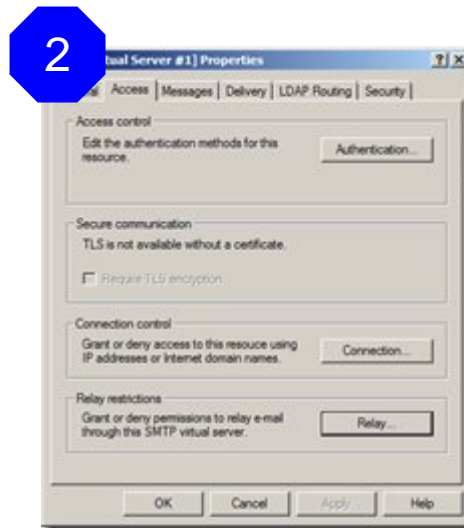 2
tual Server #1] Properties
Access Messages Delivery LDAP Routing Security
Access control
Edit the authentication methods for this
resource.
Authentication...
Secure communication
TLS is not available without a certificate.
Require TLS encryption
Connection control
Grant or deny access to this resouce using
IP addresses or Internet domain names.
Connection...
Relay restrictions
Grant or deny permissions to relay e-mail
through this SMTP virtual server.
Relay...
OK Cancel Apply Help